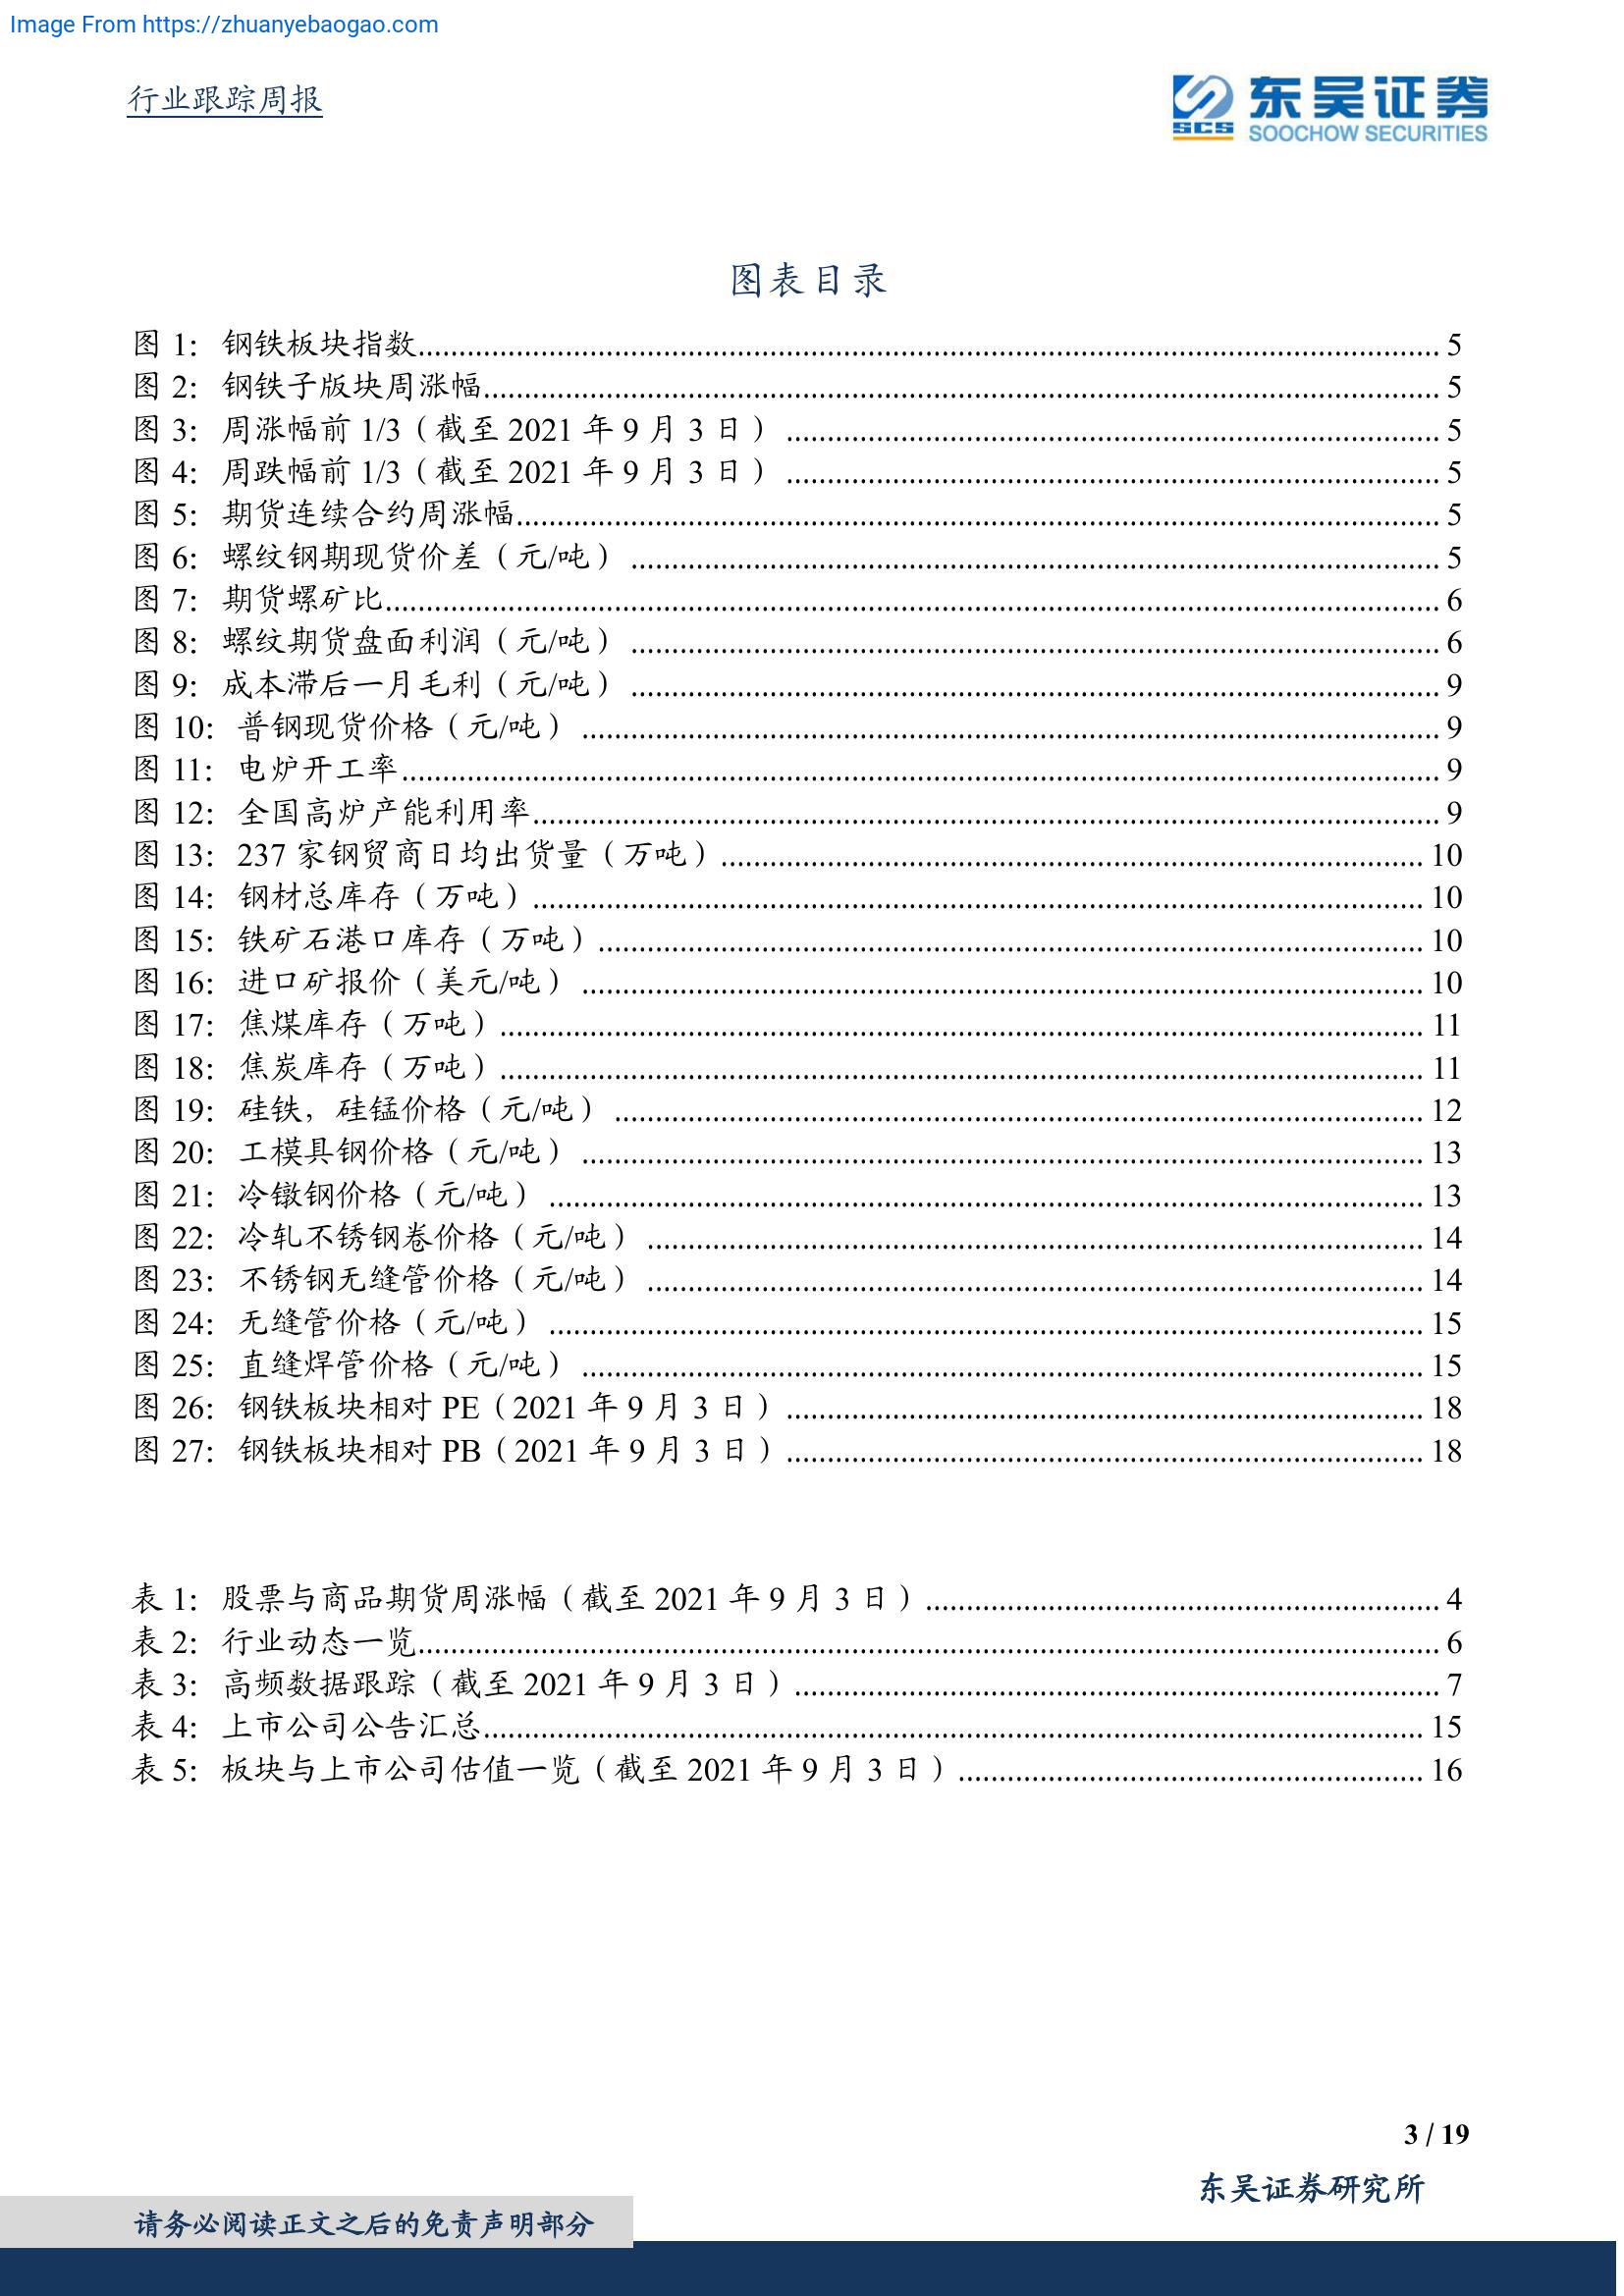 Image From https://zhuanyebaogao.com
行业跟踪周报
SCS 东吴证券
SOOCHOW SECURITIES
图表目录
图 1: 钢铁板块指数 5
图 2: 钢铁子版块周涨幅 5
图 3: 周涨幅前 1/3（截至 2021 年 9 月 3 日） 5
图 4: 周跌幅前 1/3（截至 2021 年 9 月 3 日） 5
图 5: 期货连续合约周涨幅 5
图 6: 螺纹钢期现货价差（元/吨） 5
图 7: 期货螺矿比 6
图 8: 螺纹期货盘面利润（元/吨） 6
图 9: 成本滞后一月毛利（元/吨） 9
图 10: 普钢现货价格（元/吨） 9
图 11: 电炉开工率 9
图 12: 全国高炉产能利用率 9
图 13: 237 家钢贸商日均出货量（万吨） 10
图 14: 钢材总库存（万吨） 10
图 15: 铁矿石港口库存（万吨） 10
图 16: 进口矿报价（美元/吨） 10
图 17: 焦煤库存（万吨） 11
图 18: 焦炭库存（万吨） 11
图 19: 硅铁，硅锰价格（元/吨） 12
图 20: 工模具钢价格（元/吨） 13
图 21: 冷镦钢价格（元/吨） 13
图 22: 冷轧不锈钢卷价格（元/吨） 14
图 23: 不锈钢无缝管价格（元/吨） 14
图 24: 无缝管价格（元/吨） 15
图 25: 直缝焊管价格（元/吨） 15
图 26: 钢铁板块相对 PE（2021 年 9 月 3 日） 18
图 27: 钢铁板块相对 PB（2021 年 9 月 3 日） 18
表 1: 股票与商品期货周涨幅（截至 2021 年 9 月 3 日） 4
表 2: 行业动态一览 6
表 3: 高频数据跟踪（截至 2021 年 9 月 3 日） 7
表 4: 上市公司公告汇总 15
表 5: 板块与上市公司估值一览（截至 2021 年 9 月 3 日） 16
3 / 19
东吴证券研究所
请务必阅读正文之后的免责声明部分